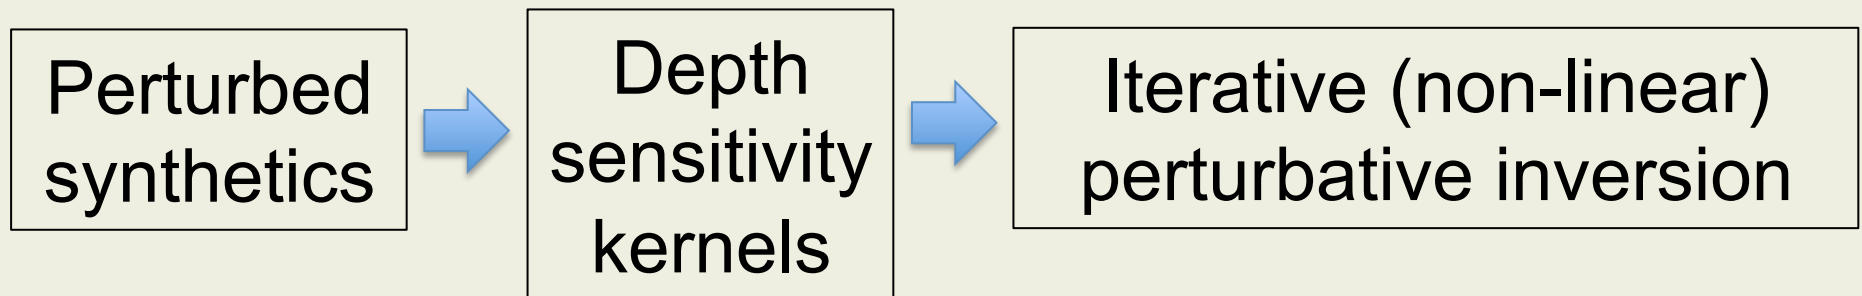 Perturbed
synthetics
Depth
sensitivity
kernels
Iterative (non-linear)
perturbative inversion